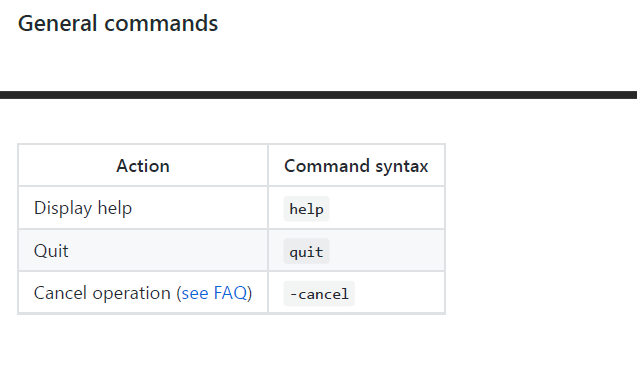 General commands
Action Command syntax
Display help help
Quit quit
Cancel operation (see FAQ) -cancel